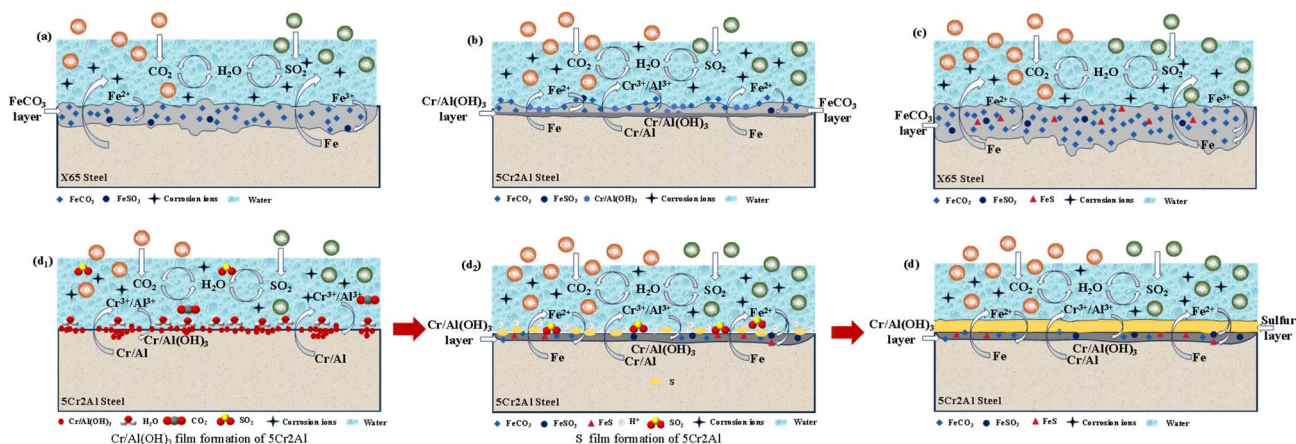 (a)
CO₂
H₂O
SO₂
Fe²⁺
Fe³⁺
FeCO₃
layer
Fe
Fe
X65 Steel
FeCO₃ FeSO₃ Corrosion ions Water
(b)
CO₂
H₂O
SO₂
Fe²⁺
Cr³⁺/Al³⁺
Fe²⁺
Cr/Al(OH)₃
layer
FeCO₃
layer
Fe
Cr/Al(OH)₃
Cr/Al
Fe
5Cr2Al Steel
FeCO₃ FeSO₃ Cr/Al(OH)₃ Corrosion ions Water
(c)
CO₂
H₂O
SO₂
Fe²⁺
Fe³⁺
FeCO₃
layer
Fe
Fe
X65 Steel
FeCO₃ FeSO₃ FeS Corrosion ions Water
(d₁)
CO₂
H₂O
SO₂
Cr³⁺/Al³⁺
Cr³⁺/Al³⁺
Cr/Al(OH)₃
Cr/Al
Cr/Al
5Cr2Al Steel
Cr/Al(OH)₃ H₂O CO₂ SO₂ Corrosion ions Water
Cr/Al(OH)₃ film formation of 5Cr2Al
(d₂)
CO₂
H₂O
SO₂
Fe²⁺
Cr³⁺/Al³⁺
Fe²⁺
Cr/Al(OH)₃
layer
Fe
Cr/Al(OH)₃
Cr/Al
Fe
S
5Cr2Al Steel
FeCO₃ FeSO₃ FeS H⁺ SO₂ Corrosion ions Water
S film formation of 5Cr2Al
(d)
CO₂
H₂O
SO₂
Fe²⁺
Cr³⁺/Al³⁺
Fe²⁺
Cr/Al(OH)₃
layer
Sulfur
layer
Fe
Cr/Al(OH)₃
Cr/Al
Fe
5Cr2Al Steel
FeCO₃ FeSO₃ FeS Corrosion ions Water